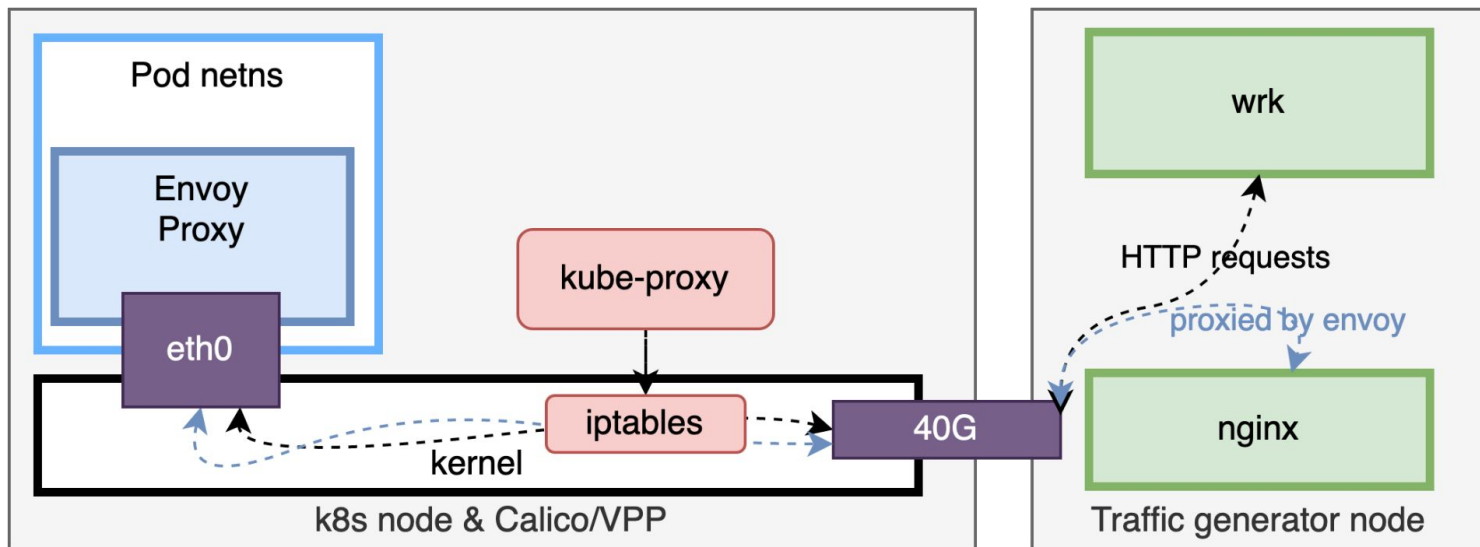 Pod netns
Envoy
Proxy
eth0
kube-proxy
iptables
kernel
40G
k8s node & Calico/VPP
wrk
HTTP requests
proxied by envoy
nginx
Traffic generator node